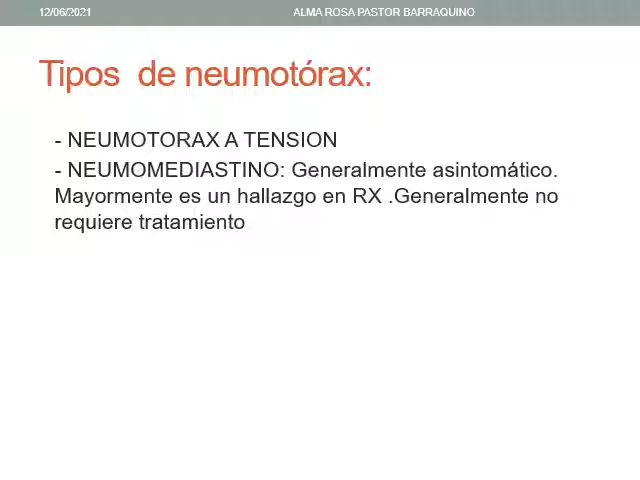 12/06/2021 ALMA ROSA PASTOR BARRAQUINO
Tipos de neumotórax:
- NEUMOTORAX A TENSION
- NEUMOMEDIASTINO: Generalmente asintomático.
Mayormente es un hallazgo en RX .Generalmente no
requiere tratamiento